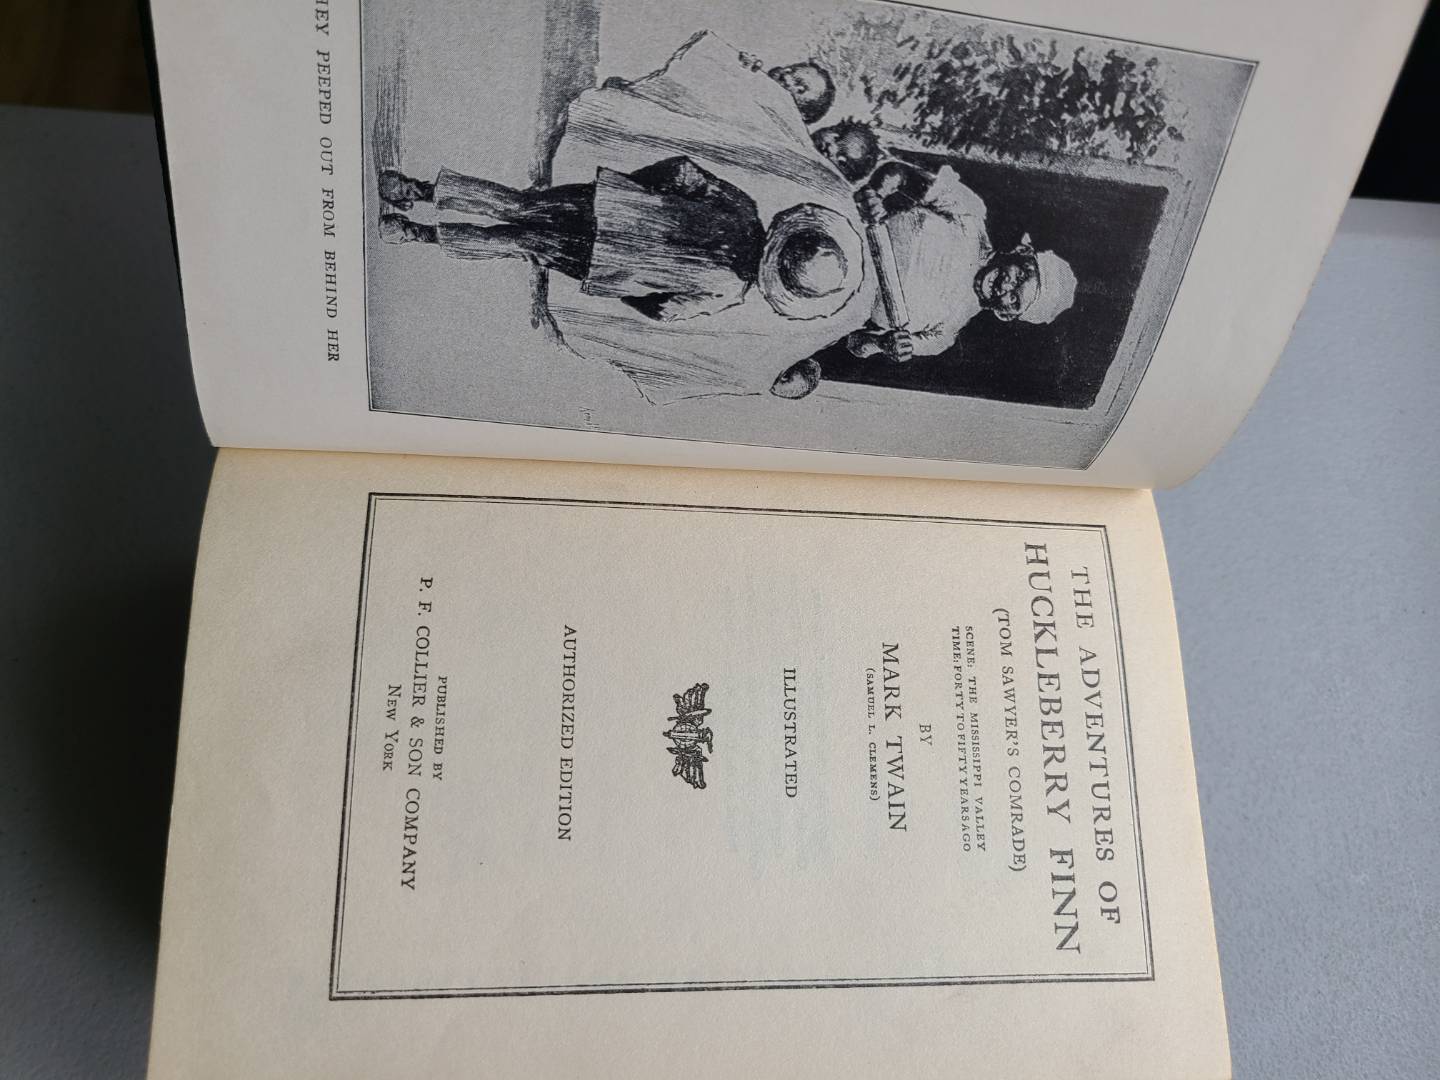 PEEPED OUT FROM BEHIND HER
THE ADVENTURES OF
HUCKLEBERRY FINN
(TOM SAWYER'S COMRADE)
SCENE: THE MISSISSIPPI VALLEY
TIME: FORTY TO FIFTY YEARS AGO
BY
MARK TWAIN
(SAMUEL L. CLEMENS)
ILLUSTRATED
AUTHORIZED EDITION
PUBLISHED BY
P. F. COLLIER & SON COMPANY
NEW YORK